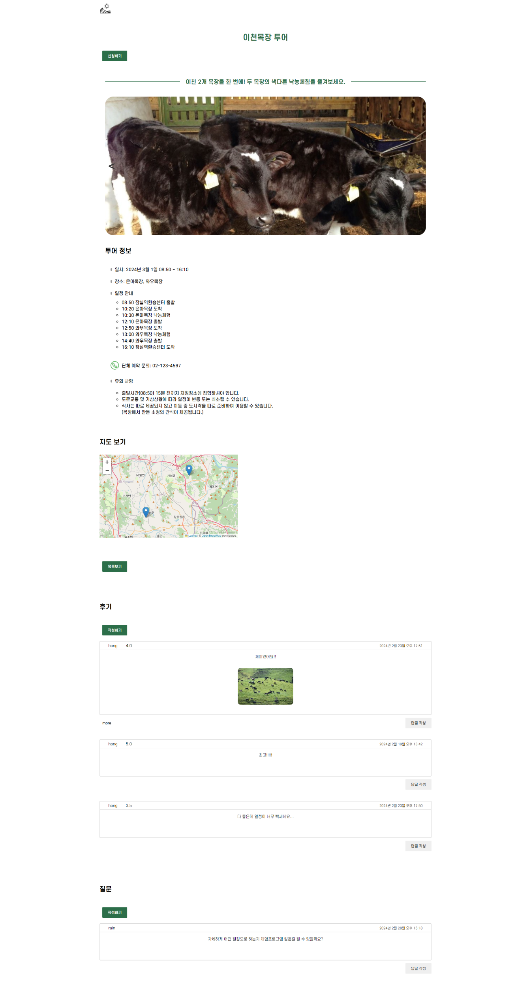 이천목장 투어
신청하기
이천 2개 목장을 한 번에! 두 목장의 색다른 낙농체험을 즐겨보세요.
<
>
투어 정보
일시: 2024년 3월 1일 08:50 ~ 16:10
장소: 은아목장, 와우목장
일정 안내
08:50 잠실역환승센터 출발
10:20 은아목장 도착
10:30 은아목장 낙농체험
12:10 은아목장 출발
12:50 와우목장 도착
13:00 와우목장 낙농체험
14:40 와우목장 출발
16:10 잠실역환승센터 도착
단체 예약 문의: 02-123-4567
유의 사항
출발시간(08:50) 15분 전까지 지정장소에 집합하셔야 합니다.
도로교통 및 기상상황에 따라 일정이 변동 또는 취소될 수 있습니다.
식사는 따로 제공되지 않고 이동 중 도시락을 따로 준비하여 이용할 수 있습니다.
(목장에서 만든 소정의 간식이 제공됩니다.)
지도 보기
+
−
대월면
가남읍
점동면
모가면
설면
장호원읍
경기도
율면
15
24
26
23
25
35
Leaflet | © OpenStreetMap contributors
목록보기
후기
작성하기
hong 4.0 2024년 2월 23일 오후 17:51
재미있어요!!
more
답글 작성
hong 5.0 2024년 2월 19일 오후 13:42
최고!!!!!
답글 작성
hong 3.5 2024년 2월 23일 오후 17:50
다 좋은데 일정이 너무 빡세네요...
답글 작성
질문
작성하기
rain 2024년 2월 28일 오후 16:13
자세하게 어떤 일정으로 하는지 체험프로그램 같은걸 알 수 있을까요?
답글 작성